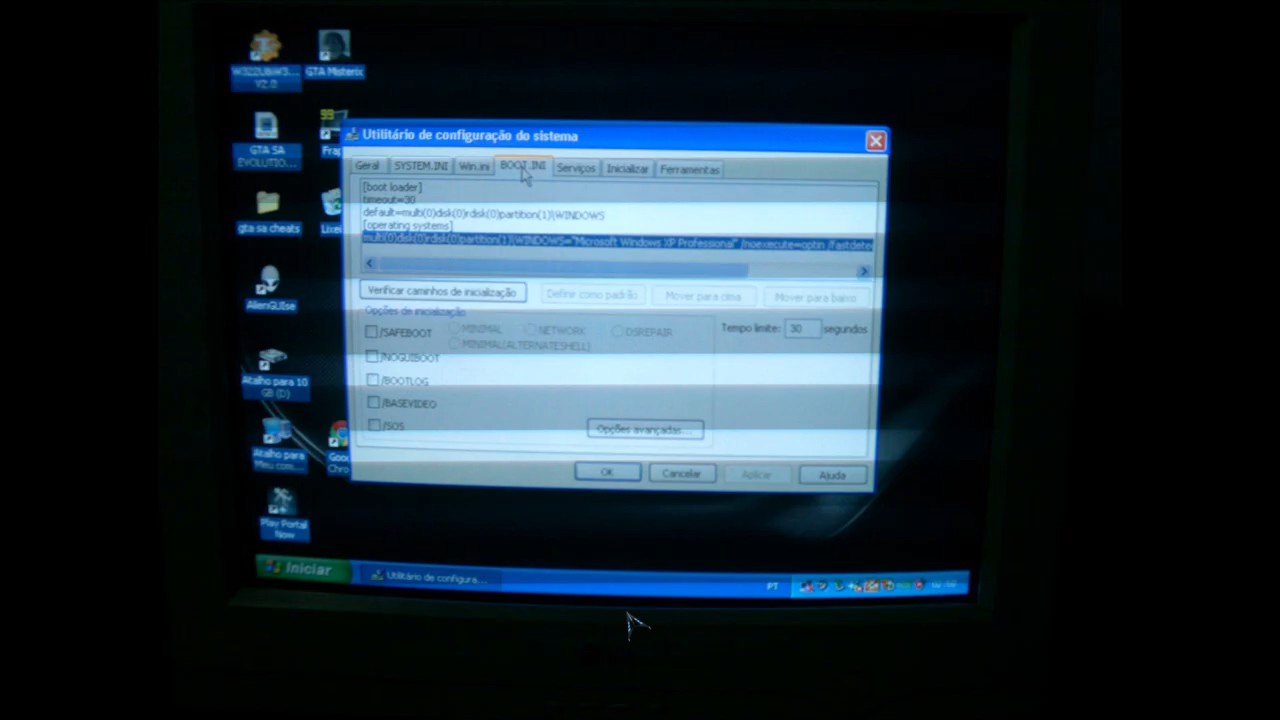 GTA Misterix
V2.0
GTA SA
EVOLUTIO...
99
Frap
gta sa cheats
Lixei
AlienGUIse
Atalho para 10
GB (D)
Atalho para
Meu com...
Goo
Chro
Play Portal
Now
Utilitário de configuração do sistema
Geral
SYSTEM.INI
Win.ini
BOOT.INI
Serviços
Inicializar
Ferramentas
[boot loader]
timeout=30
default=multi(0)disk(0)rdisk(0)partition(1)\WINDOWS
[operating systems]
multi(0)disk(0)rdisk(0)partition(1)\WINDOWS="Microsoft Windows XP Professional" /noexecute=optin /fastdetec
Verificar caminhos de inicialização
Definir como padrão
Mover para cima
Mover para baixo
Opções de inicialização
/SAFEBOOT
MINIMAL
NETWORK
DSREPAIR
MINIMAL(ALTERNATESHELL)
/NOGUIBOOT
/BOOTLOG
/BASEVIDEO
/SOS
Tempo limite: 30 segundos
Opções avançadas...
OK
Cancelar
Aplicar
Ajuda
Iniciar
Utilitário de configura...
PT